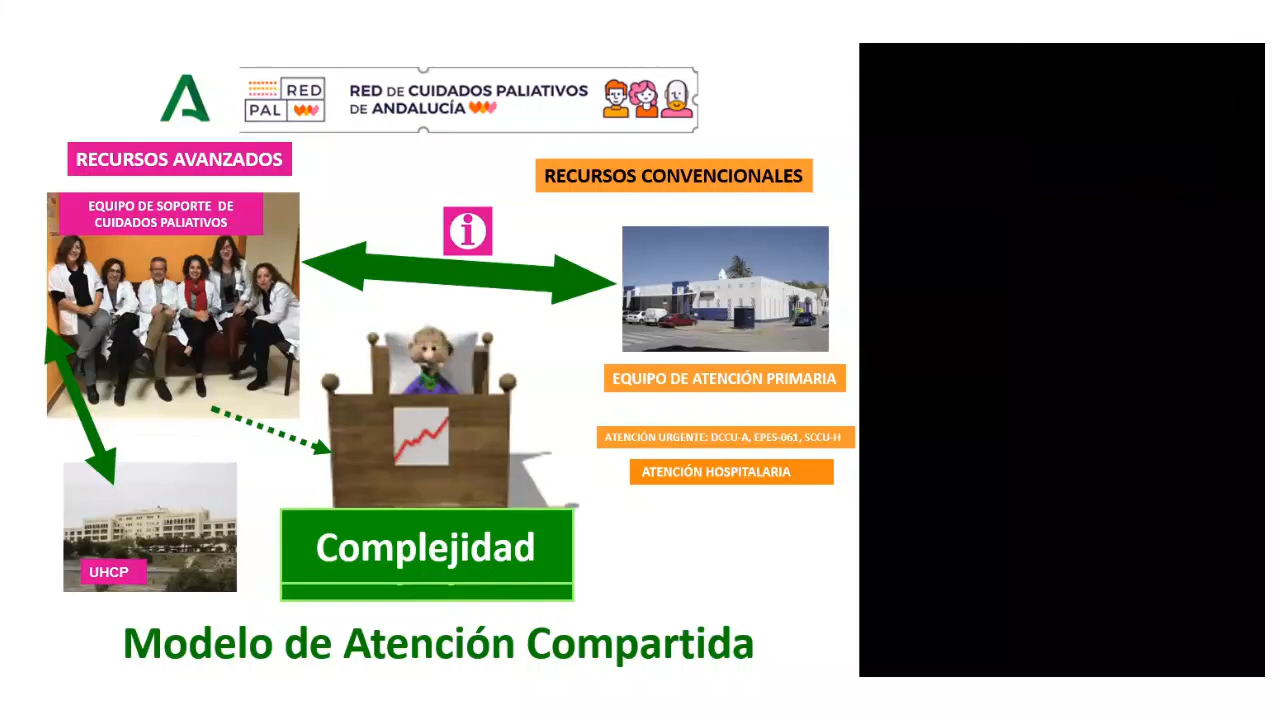 RED
PAL
RED DE CUIDADOS PALIATIVOS
DE ANDALUCÍA
RECURSOS AVANZADOS
RECURSOS CONVENCIONALES
EQUIPO DE SOPORTE DE
CUIDADOS PALIATIVOS
i
EQUIPO DE ATENCIÓN PRIMARIA
ATENCIÓN URGENTE: DCCU-A, EPES-061, SCCU-H
ATENCIÓN HOSPITALARIA
UHCP
Complejidad
Modelo de Atención Compartida